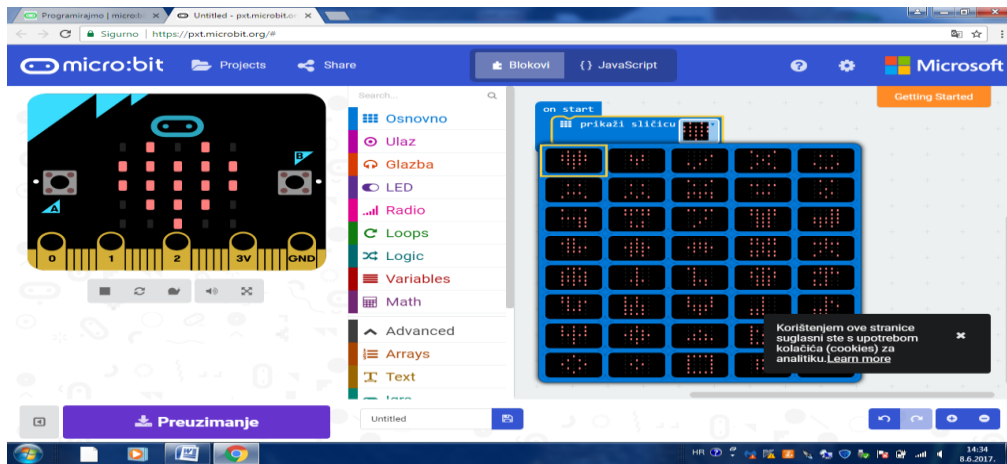 Programirajmo | micro:bi
Untitled - pxt.microbit.or
Sigurno | https://pxt.microbit.org/#
micro:bit
Projects
Share
Blokovi
{} JavaScript
Microsoft
Search...
Getting Started
on start
prikaži sličicu
Osnovno
Ulaz
Glazba
LED
Radio
Loops
Logic
Variables
Math
Advanced
Arrays
Text
Igre
A
B
0 1 2 3V GND
Korištenjem ove
stranice
suglasni ste s upotrebom
kolačića (cookies) za
analitiku.Learn more
Preuzimanje
Untitled
HR
14:34
8.6.2017.